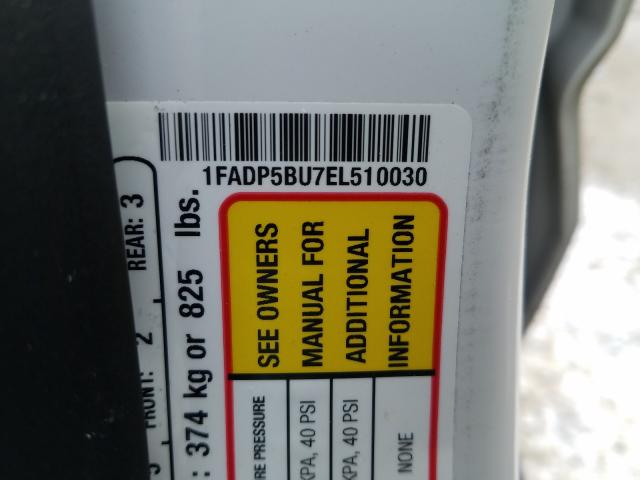 1FADP5BU7EL510030
FRONT: 2 REAR: 3
: 374 kg or 825 lbs.
SEE OWNERS
MANUAL FOR
ADDITIONAL
INFORMATION
RE PRESSURE
KPA, 40 PSI
KPA, 40 PSI
NONE